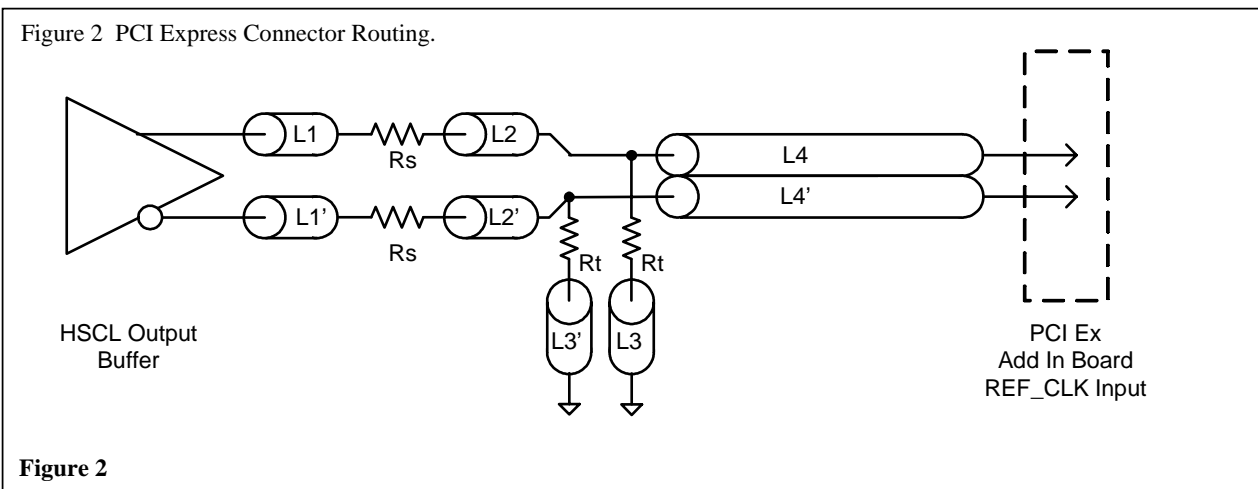 Figure 2 PCI Express Connector Routing.
L1
Rs
L2
L4
L1'
Rs
L2'
L4'
Rt
Rt
L3'
L3
HSCL Output
Buffer
PCI Ex
Add In Board
REF_CLK Input
Figure 2